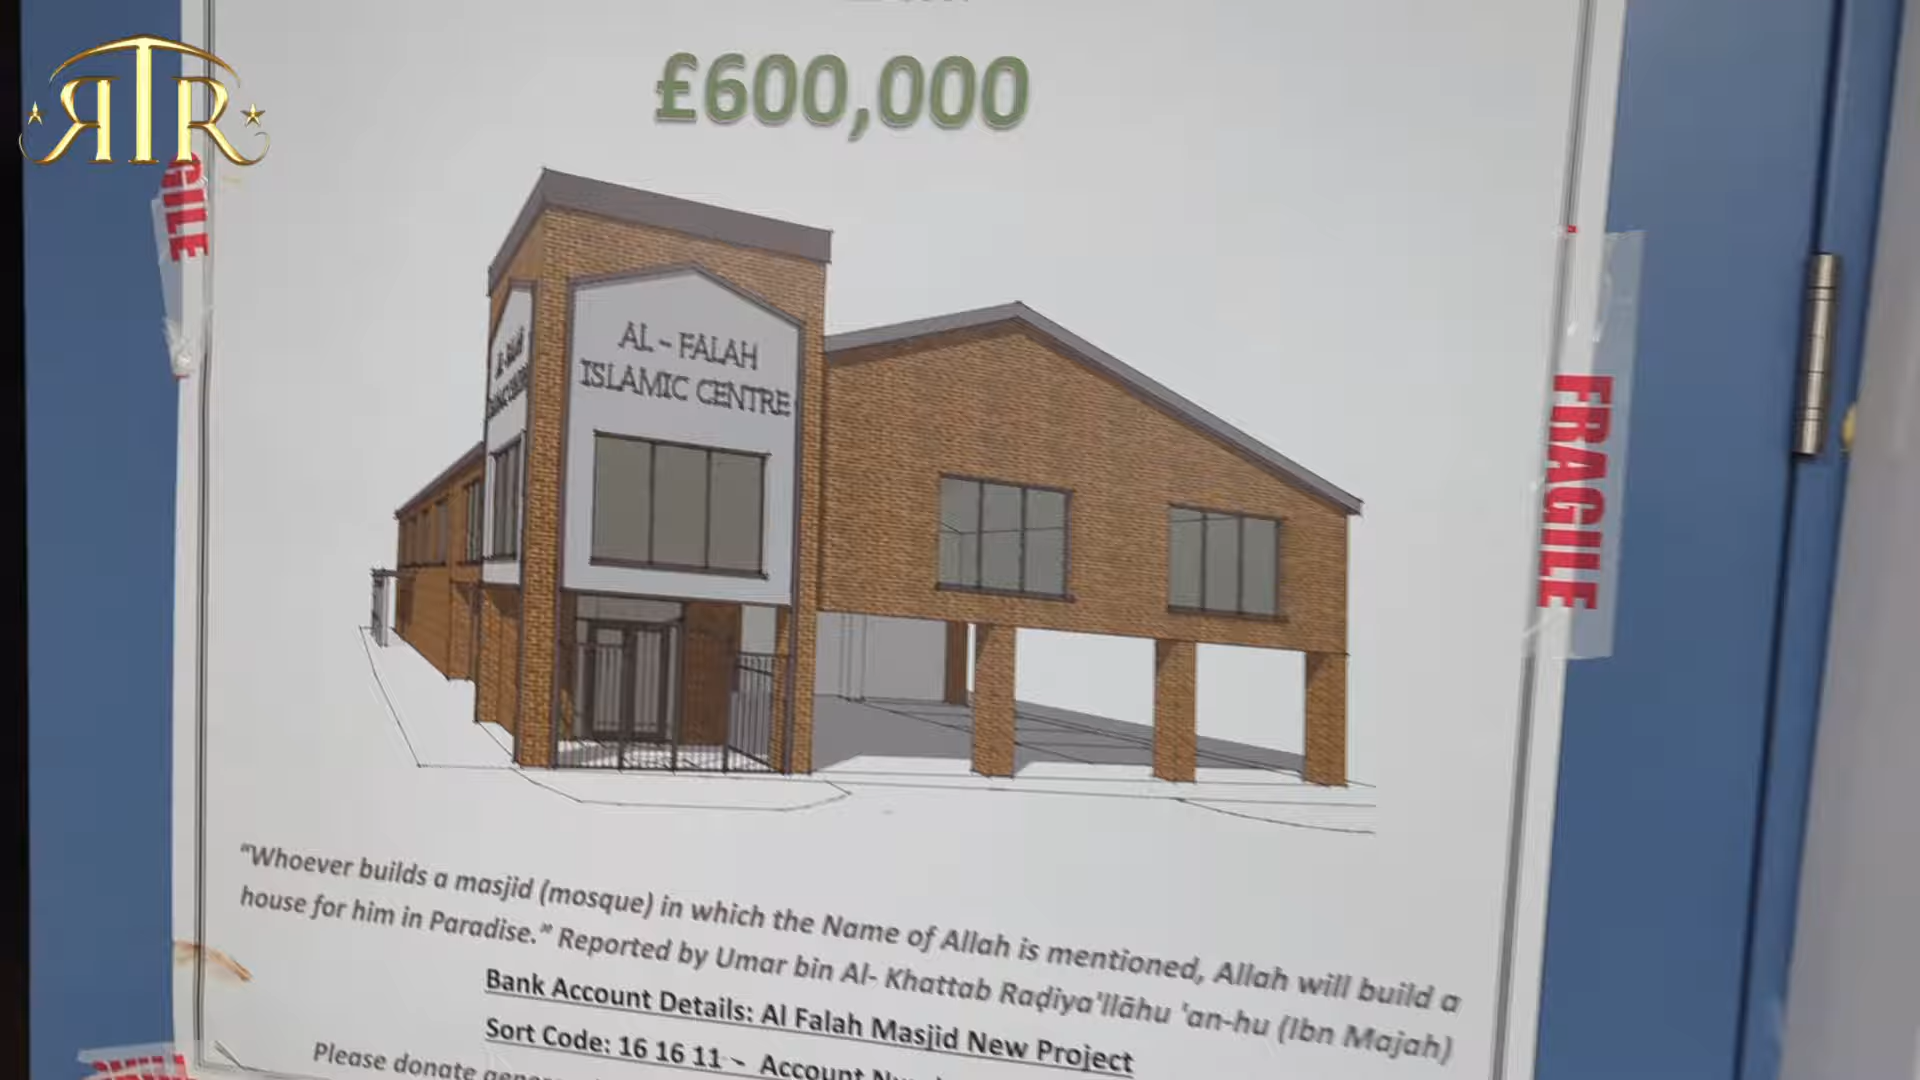 £600,000
RTR
GILE
AL - FALAH
ISLAMIC CENTRE
FRAGILE
“Whoever builds a masjid (mosque) in which the Name of Allah is mentioned, Allah will build a
house for him in Paradise.” Reported by Umar bin Al- Khattab Raḍiya'llāhu 'an-hu (Ibn Majah)
Bank Account Details: Al Falah Masjid New Project
Sort Code: 16 16 11 - Account
Please donate